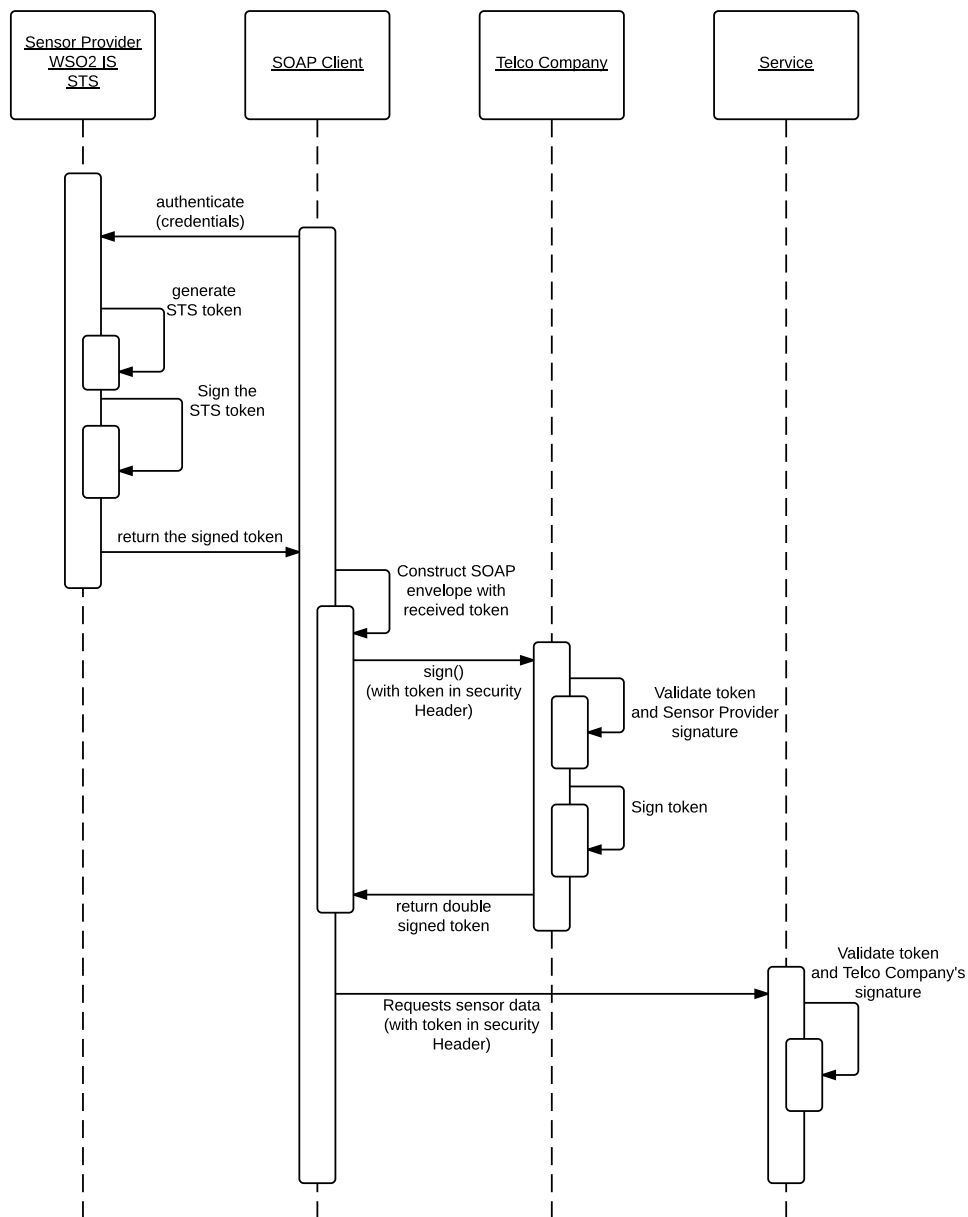 Sensor Provider
WSO2 IS
STS
SOAP Client
Telco Company
Service
authenticate
(credentials)
generate
STS token
Sign the
STS token
return the signed token
Construct SOAP
envelope with
received token
sign()
(with token in security
Header)
Validate token
and Sensor Provider
signature
Sign token
return double
signed token
Validate token
and Telco Company's
signature
Requests sensor data
(with token in security
Header)